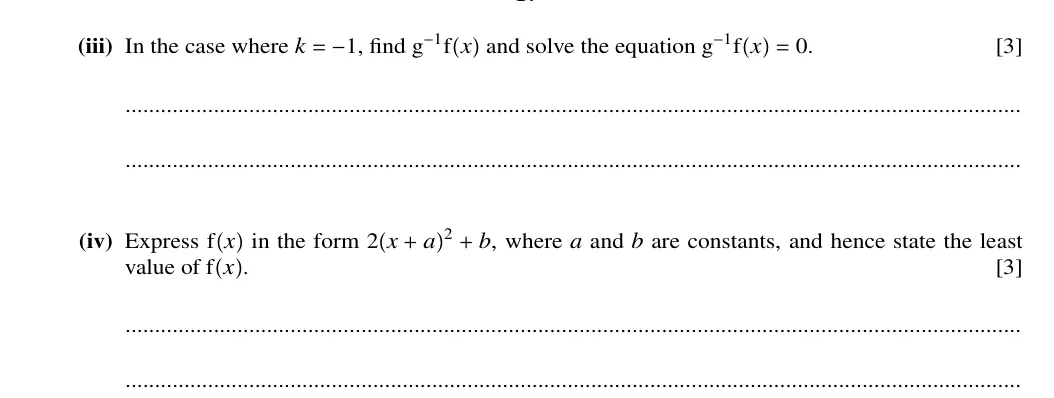 (iii) In the case where k = −1, find g⁻¹f(x) and solve the equation g⁻¹f(x) = 0. [3]
(iv) Express f(x) in the form 2(x + a)² + b, where a and b are constants, and hence state the least
value of f(x). [3]